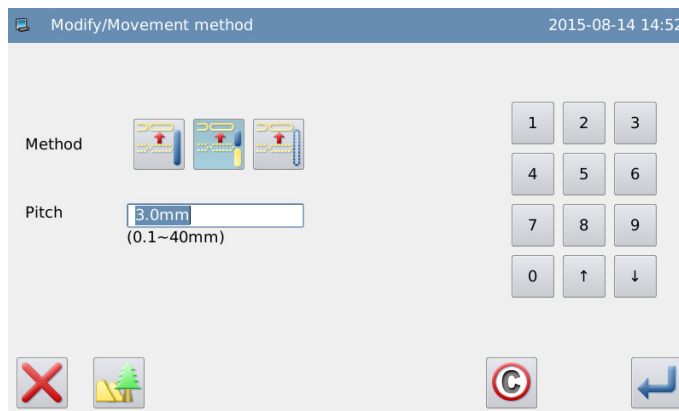 Modify/Movement method 2015-08-14 14:52
Method
Pitch 3.0mm
(0.1~40mm)
1 2 3
4 5 6
7 8 9
0 ↑ ↓
C